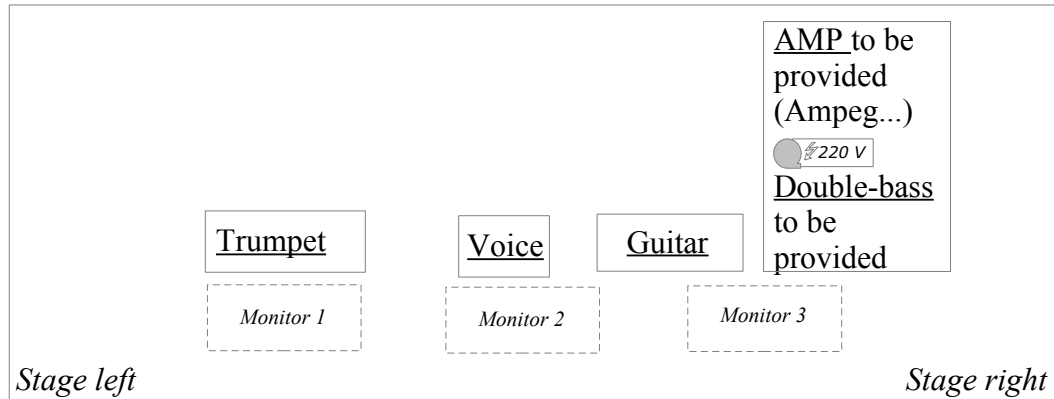 AMP to be
provided
(Ampeg...)
220 V
Double-bass
to be
provided
Trumpet
Voice
Guitar
Monitor 1
Monitor 2
Monitor 3
Stage left
Stage right